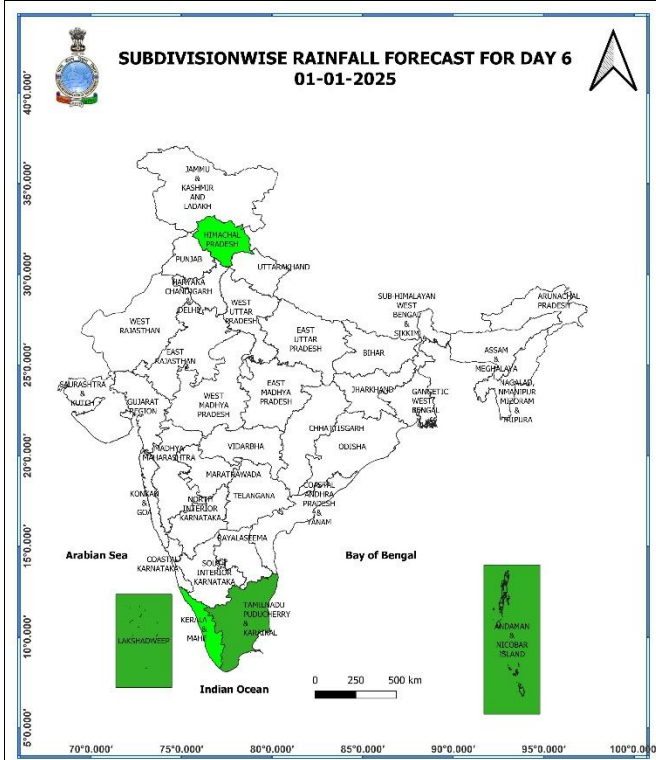 SUBDIVISIONWISE RAINFALL FORECAST FOR DAY 6
01-01-2025
40°0.000'
35°0.000'
30°0.000'
25°0.000'
20°0.000'
15°0.000'
10°0.000'
5°0.000'
JAMMU
&
KASHMIR
AND
LADAKH
HIMACHAL
PRADESH
PUNJAB
UTTARAKHAND
HARYANA
CHANDIGARH
&
DELHI
WEST
UTTAR
PRADESH
WEST
RAJASTHAN
EAST
RAJASTHAN
EAST
UTTAR
PRADESH
SUB HIMALAYAN
WEST
BENGAL
&
SIKKIM
ARUNACHAL
PRADESH
BIHAR
ASSAM
&
MEGHALAYA
NAGALAD,
NMANIPUR
MIZORAM
&
TRIPURA
SAURASHTRA
&
KUTCH
GUJARAT
REGION
WEST
MADHYA
PRADESH
EAST
MADHYA
PRADESH
JHARKHAND
GANGETIC
WEST
BENGAL
CHHATTISGARH
ODISHA
MADHYA
MAHARASHTRA
VIDARBHA
MARATHWADA
KONKAN
&
GOA
NORTH
INTERIOR
KARNATAKA
TELANGANA
COASTAL
ANDHRA
PRADESH
&
YANAM
RAYALASEEMA
Arabian Sea
Bay of Bengal
COASTAL
KARNATAKA
SOUTH
INTERIOR
KARNATAKA
LAKSHADWEEP
KERALA
&
MAHE
TAMILNADU
PUDUCHERRY
&
KARAIKAL
ANDAMAN
&
NICOBAR
ISLAND
Indian Ocean
0 250 500 km
70°0.000' 75°0.000' 80°0.000' 85°0.000' 90°0.000' 95°0.000' 100°0.000'